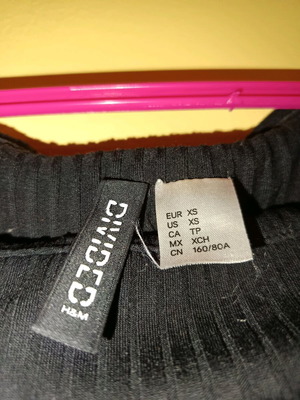 DIVIDED
H&M
EUR XS
US XS
CA TP
MX XCH
CN 160/80A